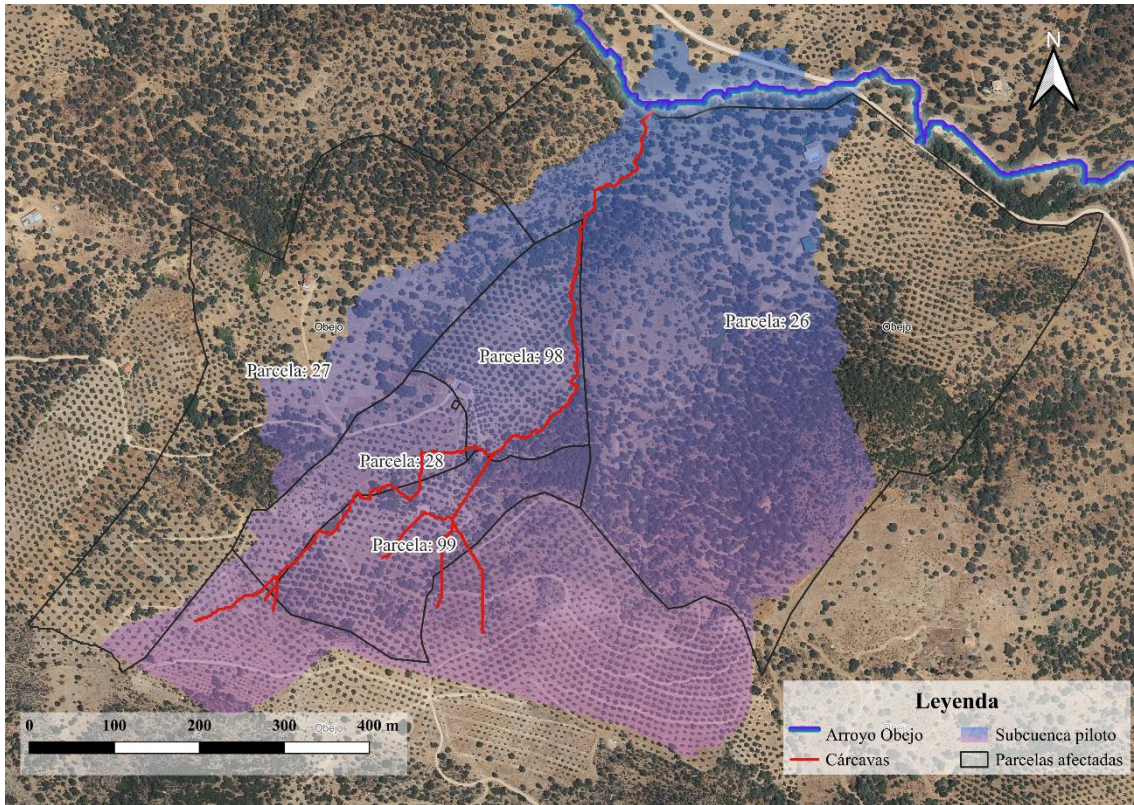 N
Obejo
Obejo
Parcela: 26
Parcela: 98
Parcela: 27
Parcela: 28
Parcela: 99
0 100 200 300 400 m
Obejo
Leyenda
Obejo
Arroyo Obejo Subcuenca piloto
Cárcavas Parcelas afectadas